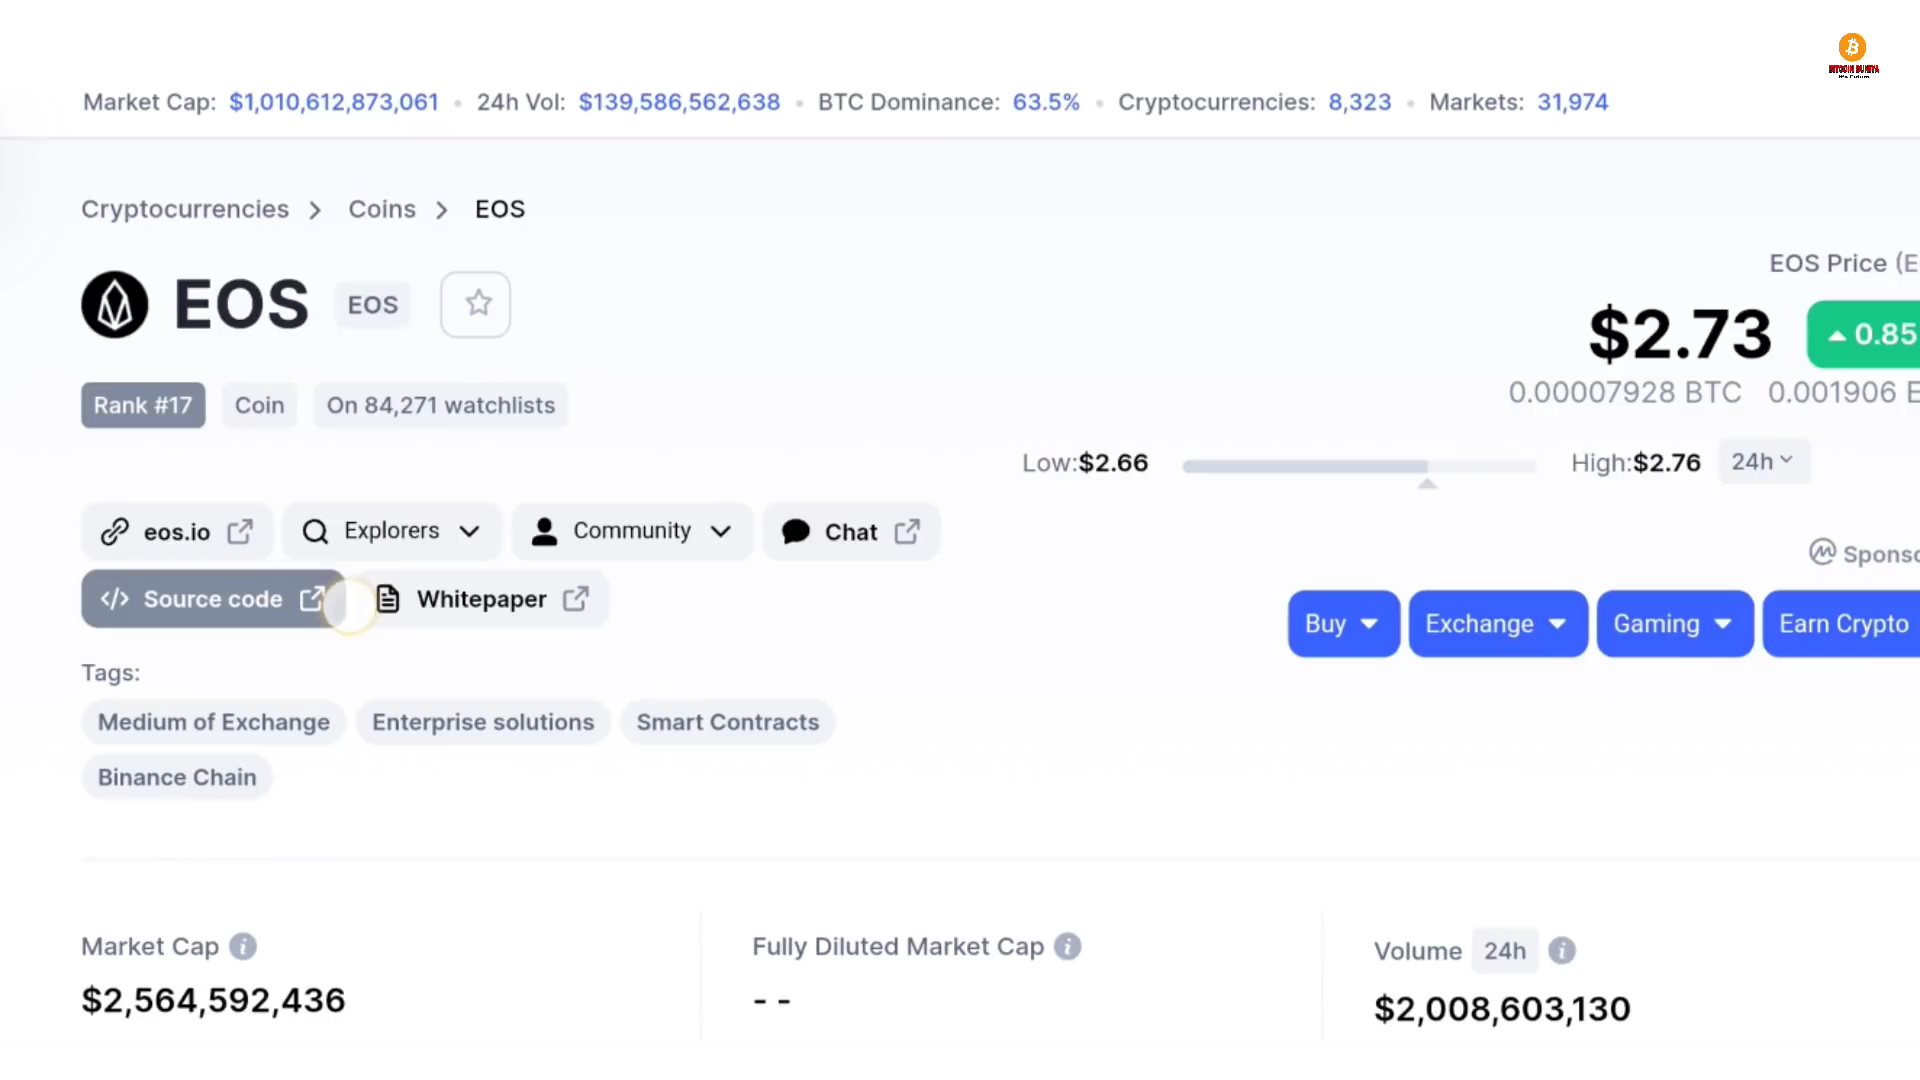 BITCOIN DUNIYA
Market Cap: $1,010,612,873,061 • 24h Vol: $139,586,562,638 • BTC Dominance: 63.5% • Cryptocurrencies: 8,323 • Markets: 31,974
Cryptocurrencies > Coins > EOS
EOS EOS
Rank #17 Coin On 84,271 watchlists
EOS Price (E
$2.73 0.85
0.00007928 BTC 0.001906 E
Low:$2.66 High:$2.76 24h
eos.io Explorers Community Chat
Source code Whitepaper
Sponso
Buy Exchange Gaming Earn Crypto
Tags:
Medium of Exchange Enterprise solutions Smart Contracts
Binance Chain
Market Cap
$2,564,592,436
Fully Diluted Market Cap
- -
Volume 24h
$2,008,603,130